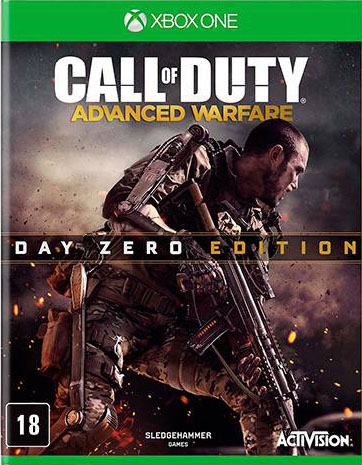 XBOX ONE
CALL OF DUTY®
ADVANCED WARFARE
DAY ZERO EDITION
18
SLEDGEHAMMER
GAMES
ACTIVISION